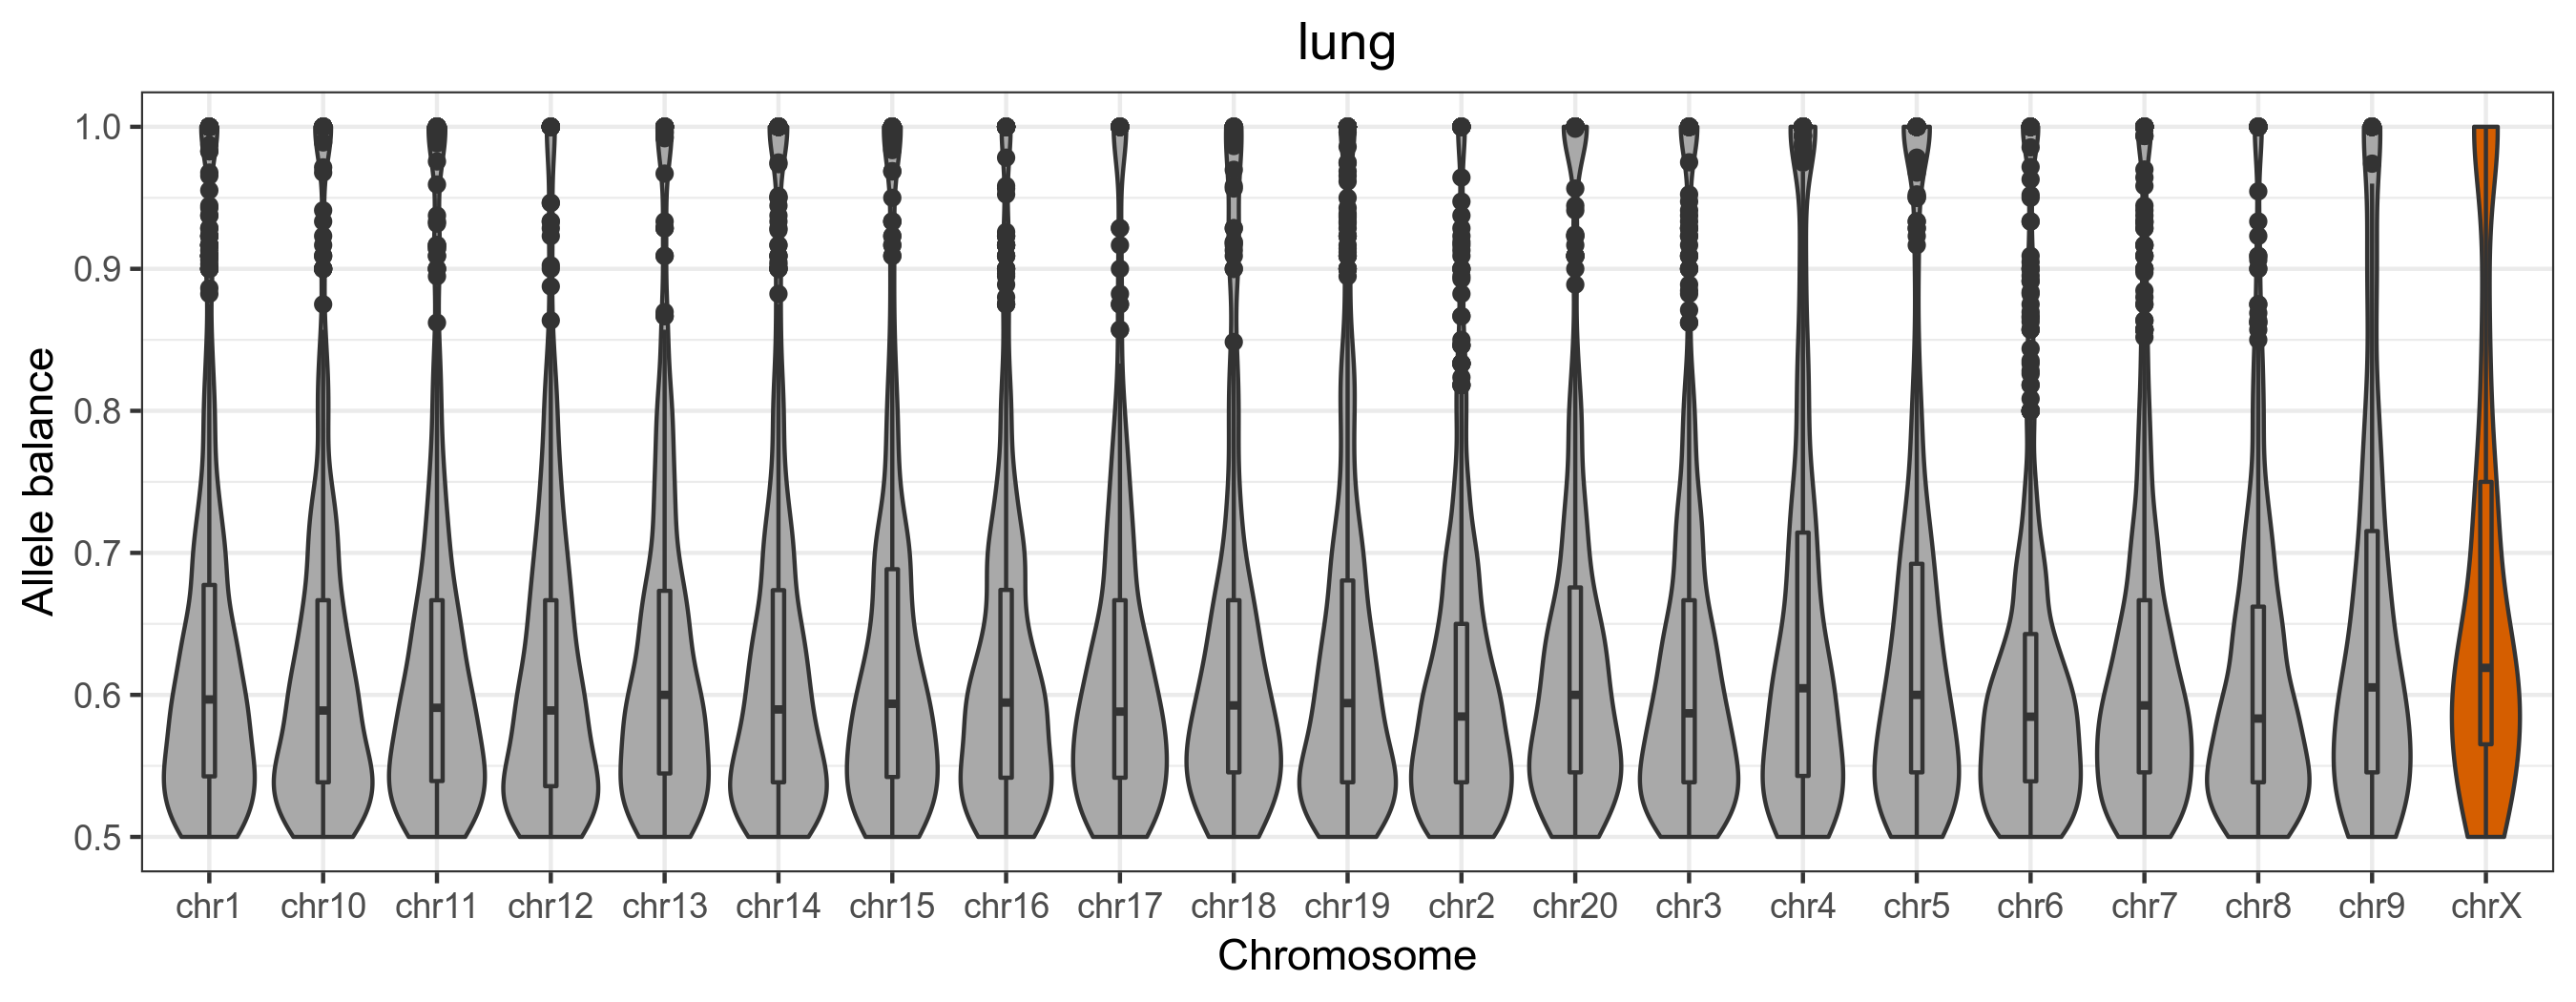 lung
Allele balance
1.0
0.9
0.8
0.7
0.6
0.5
chr1 chr10 chr11 chr12 chr13 chr14 chr15 chr16 chr17 chr18 chr19 chr2 chr20 chr3 chr4 chr5 chr6 chr7 chr8 chr9 chrX
Chromosome